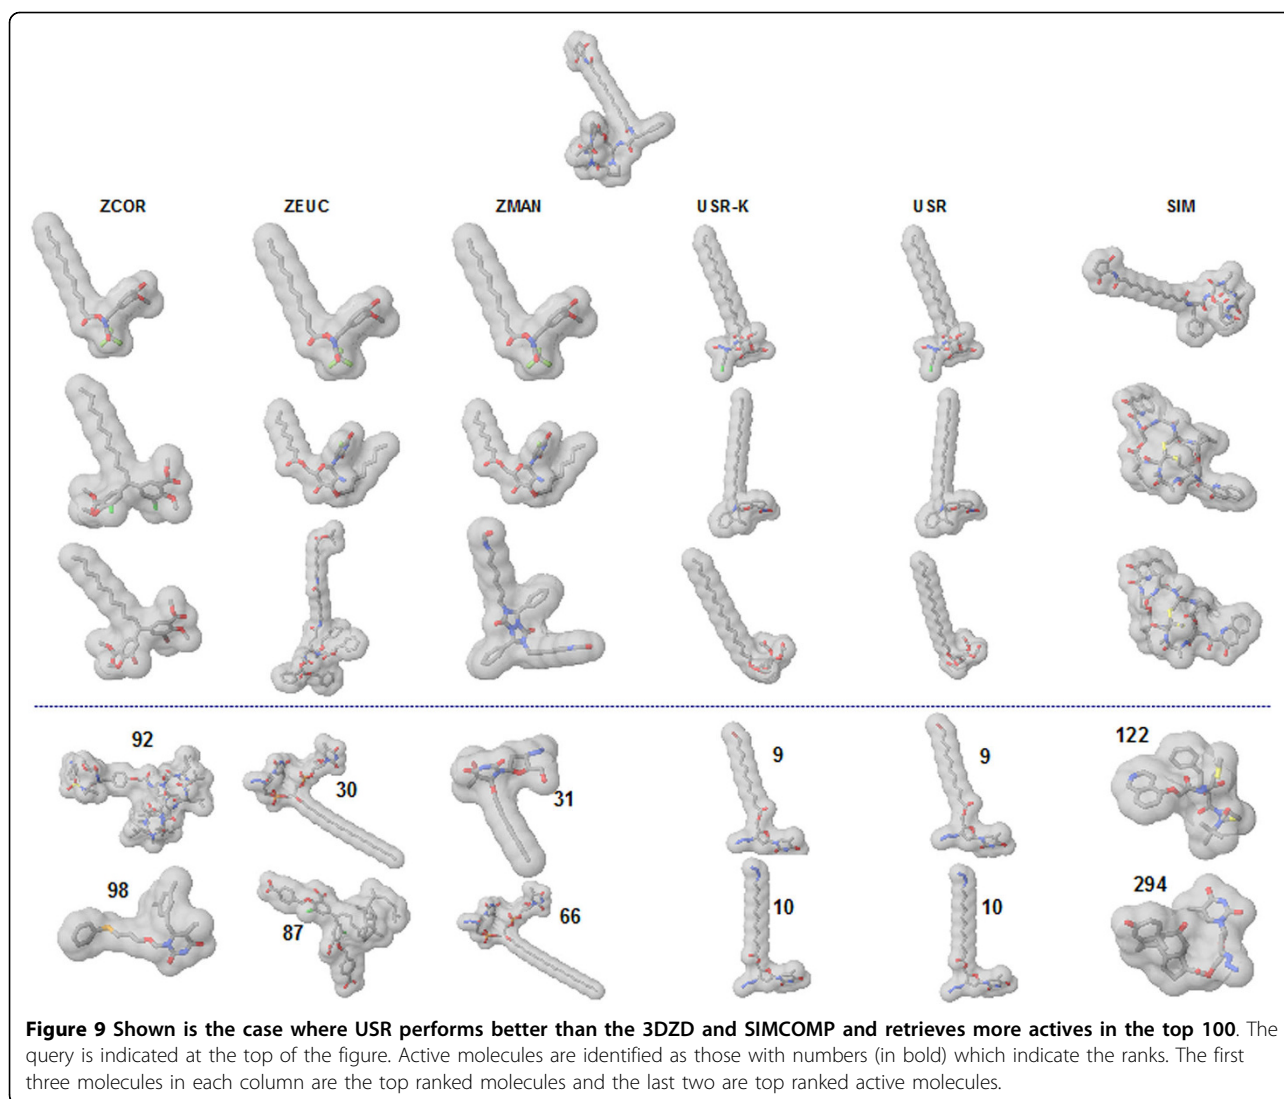 ZCOR ZEUC ZMAN USR-K USR SIM
92 30 31 9 9 122
98 87 66 10 10 294
Figure 9 Shown is the case where USR performs better than the 3DZD and SIMCOMP and retrieves more actives in the top 100. The
query is indicated at the top of the figure. Active molecules are identified as those with numbers (in bold) which indicate the ranks. The first
three molecules in each column are the top ranked molecules and the last two are top ranked active molecules.